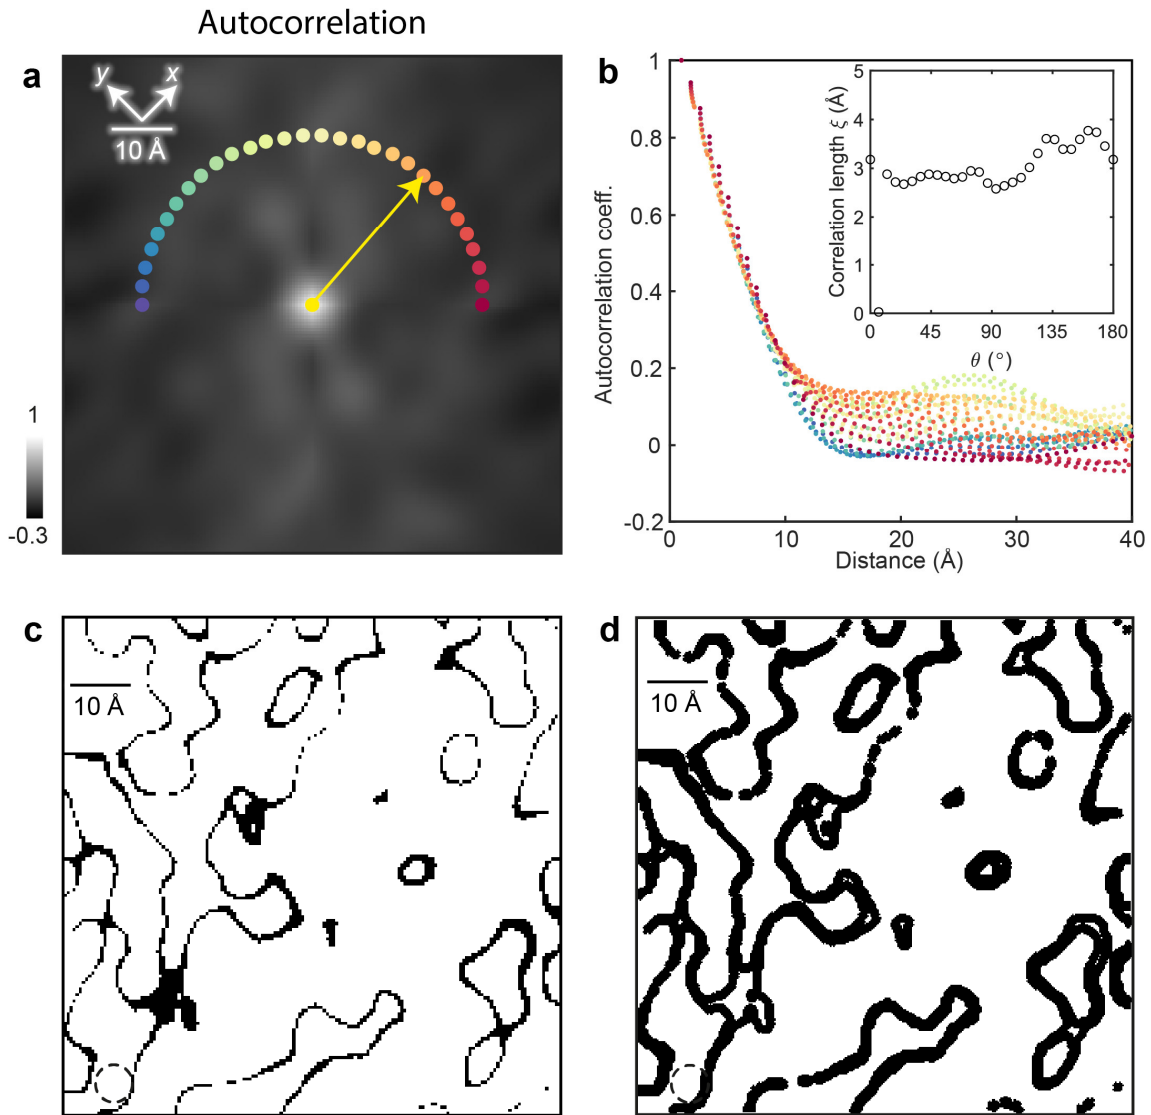 Autocorrelation
a
y x
10 Å
1
-0.3
b
1
0.8
0.6
0.4
0.2
0
-0.2
Autocorrelation coeff.
0 10 20 30 40
Distance (Å)
5
4
3
2
1
0
Correlation length ξ (Å)
0 45 90 135 180
θ (°)
c
10 Å
d
10 Å